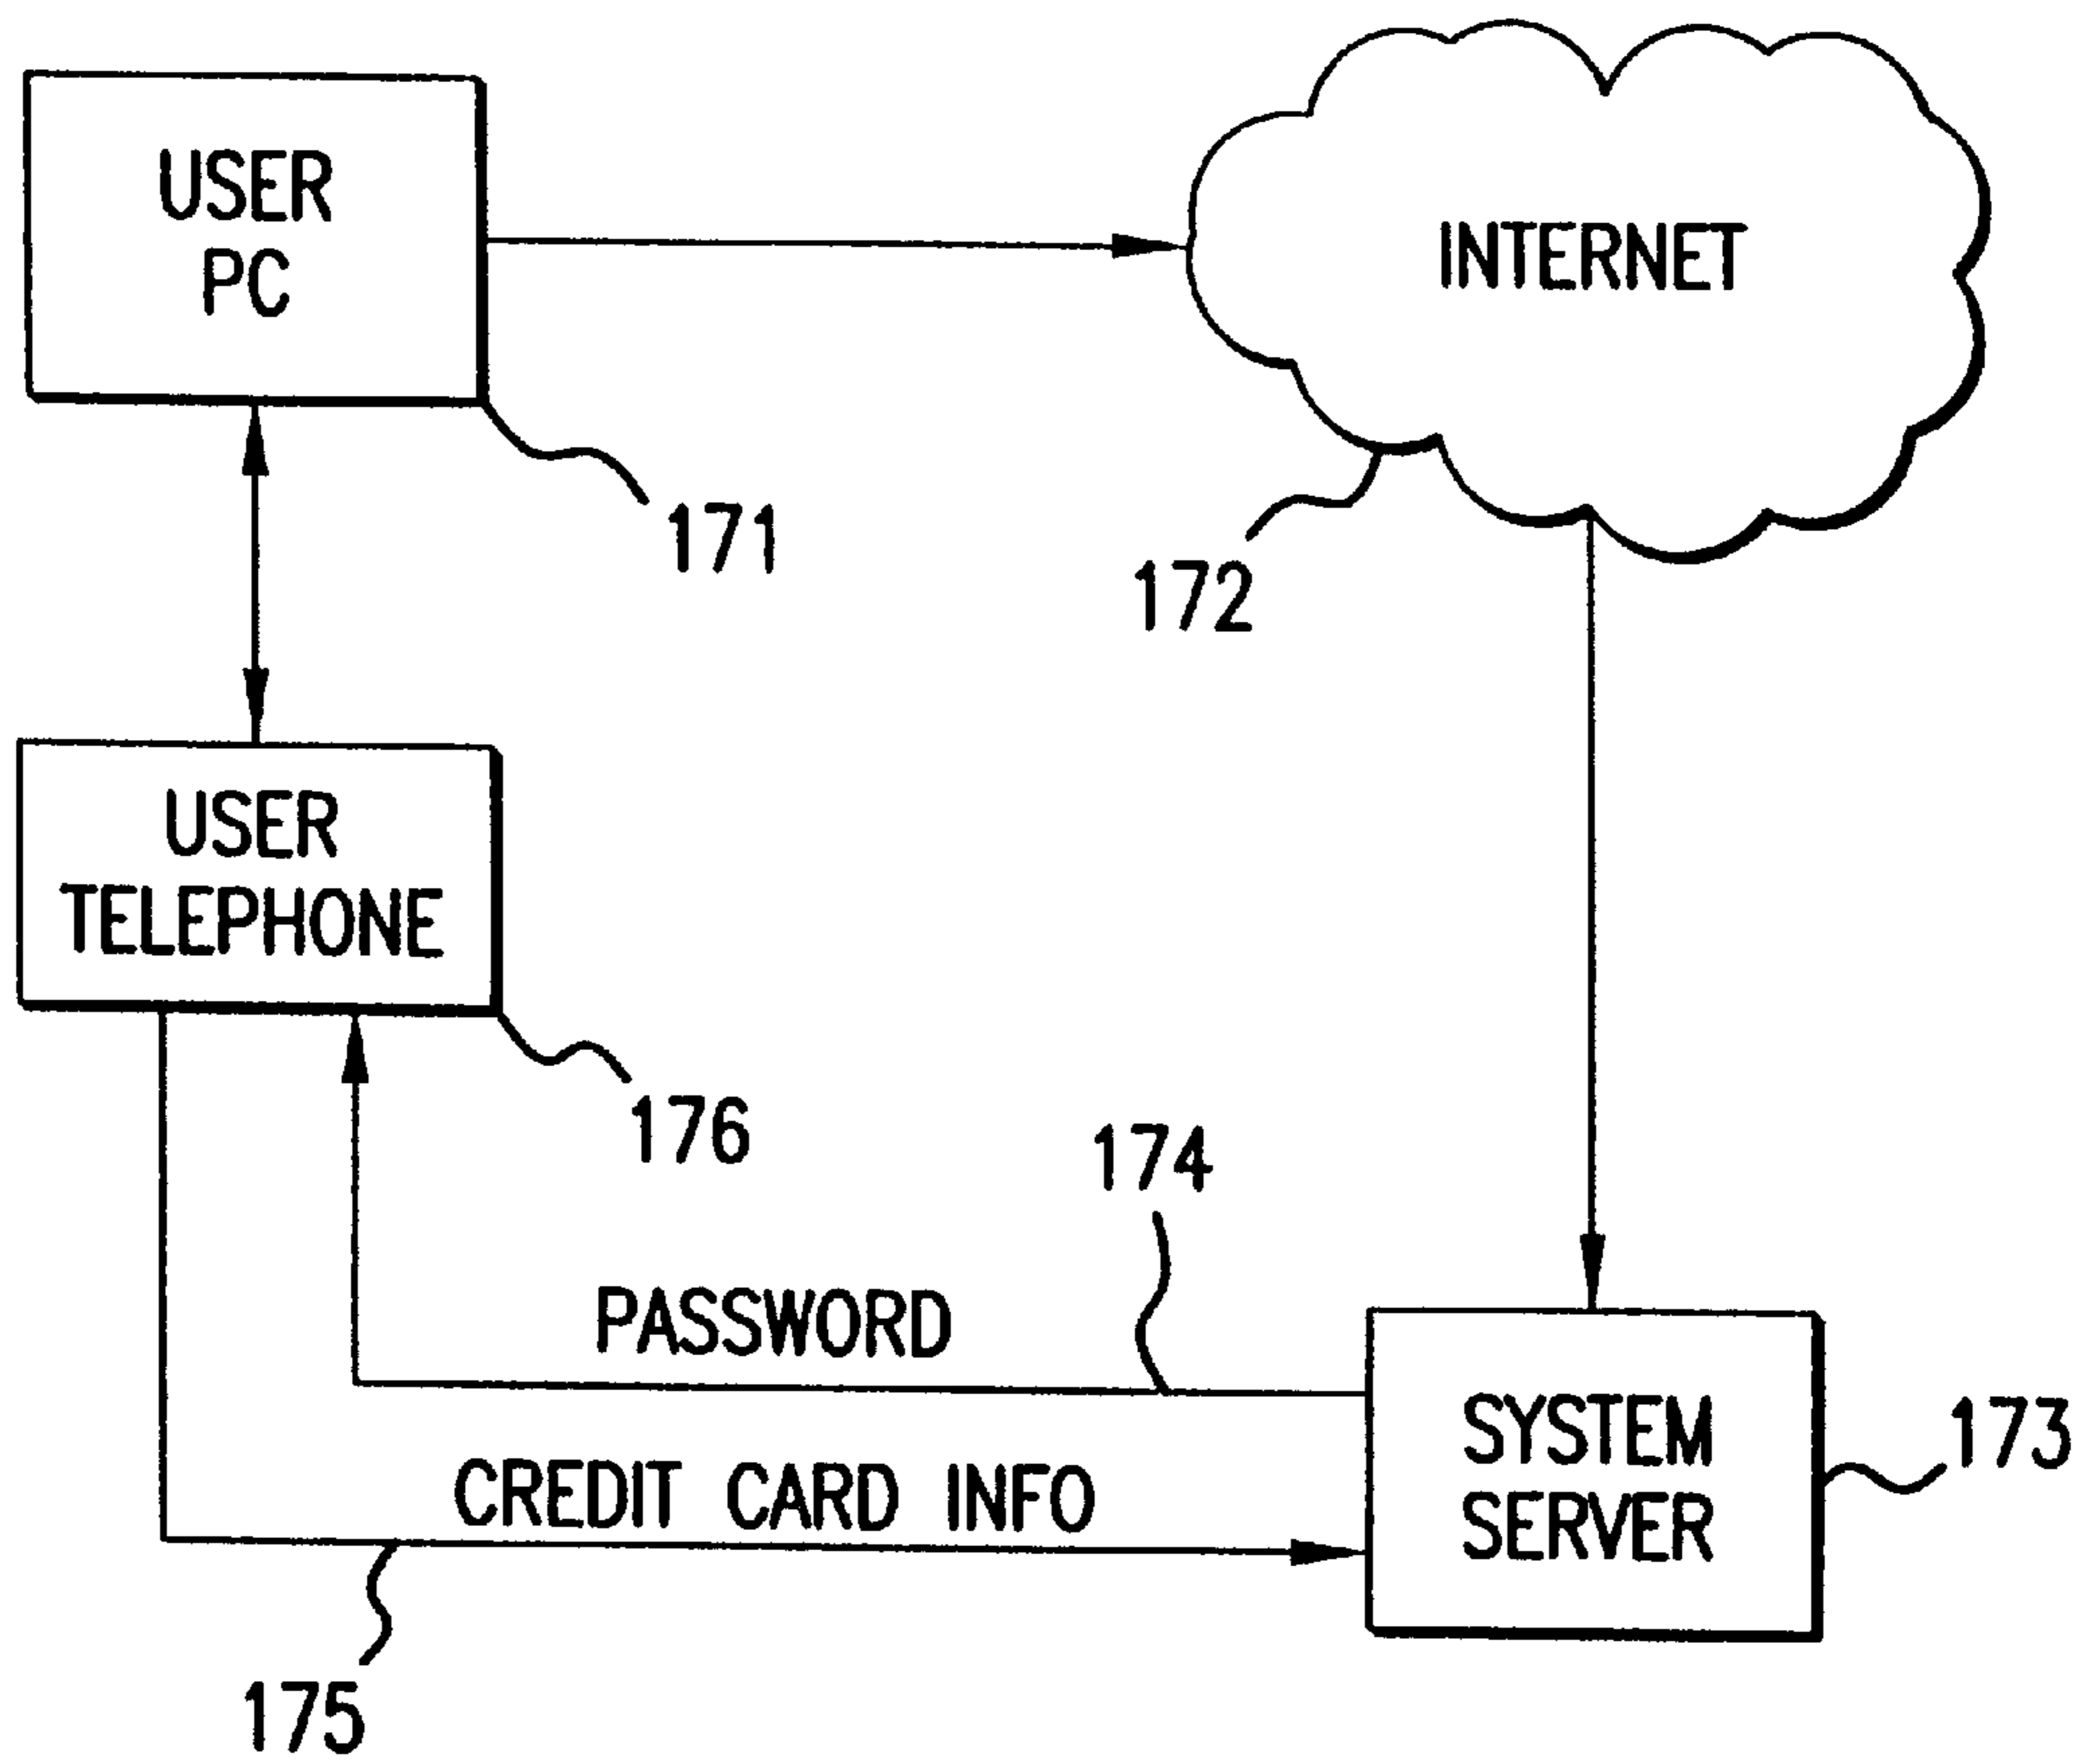 USER
PC
INTERNET
171
172
USER
TELEPHONE
176
174
PASSWORD
SYSTEM
SERVER
173
CREDIT CARD INFO
175